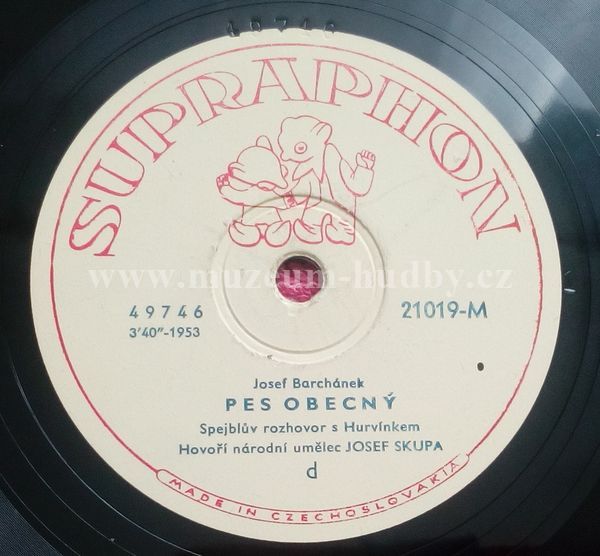 49746
SUPRAPHON
www.muzeum-hudby.cz
49746
21019-M
3'40"-1953
Josef Barchánek
PES OBECNÝ
Spejblův rozhovor s Hurvínkem
Hovoří národní umělec JOSEF SKUPA
d
MADE IN CZECHOSLOVAKIA